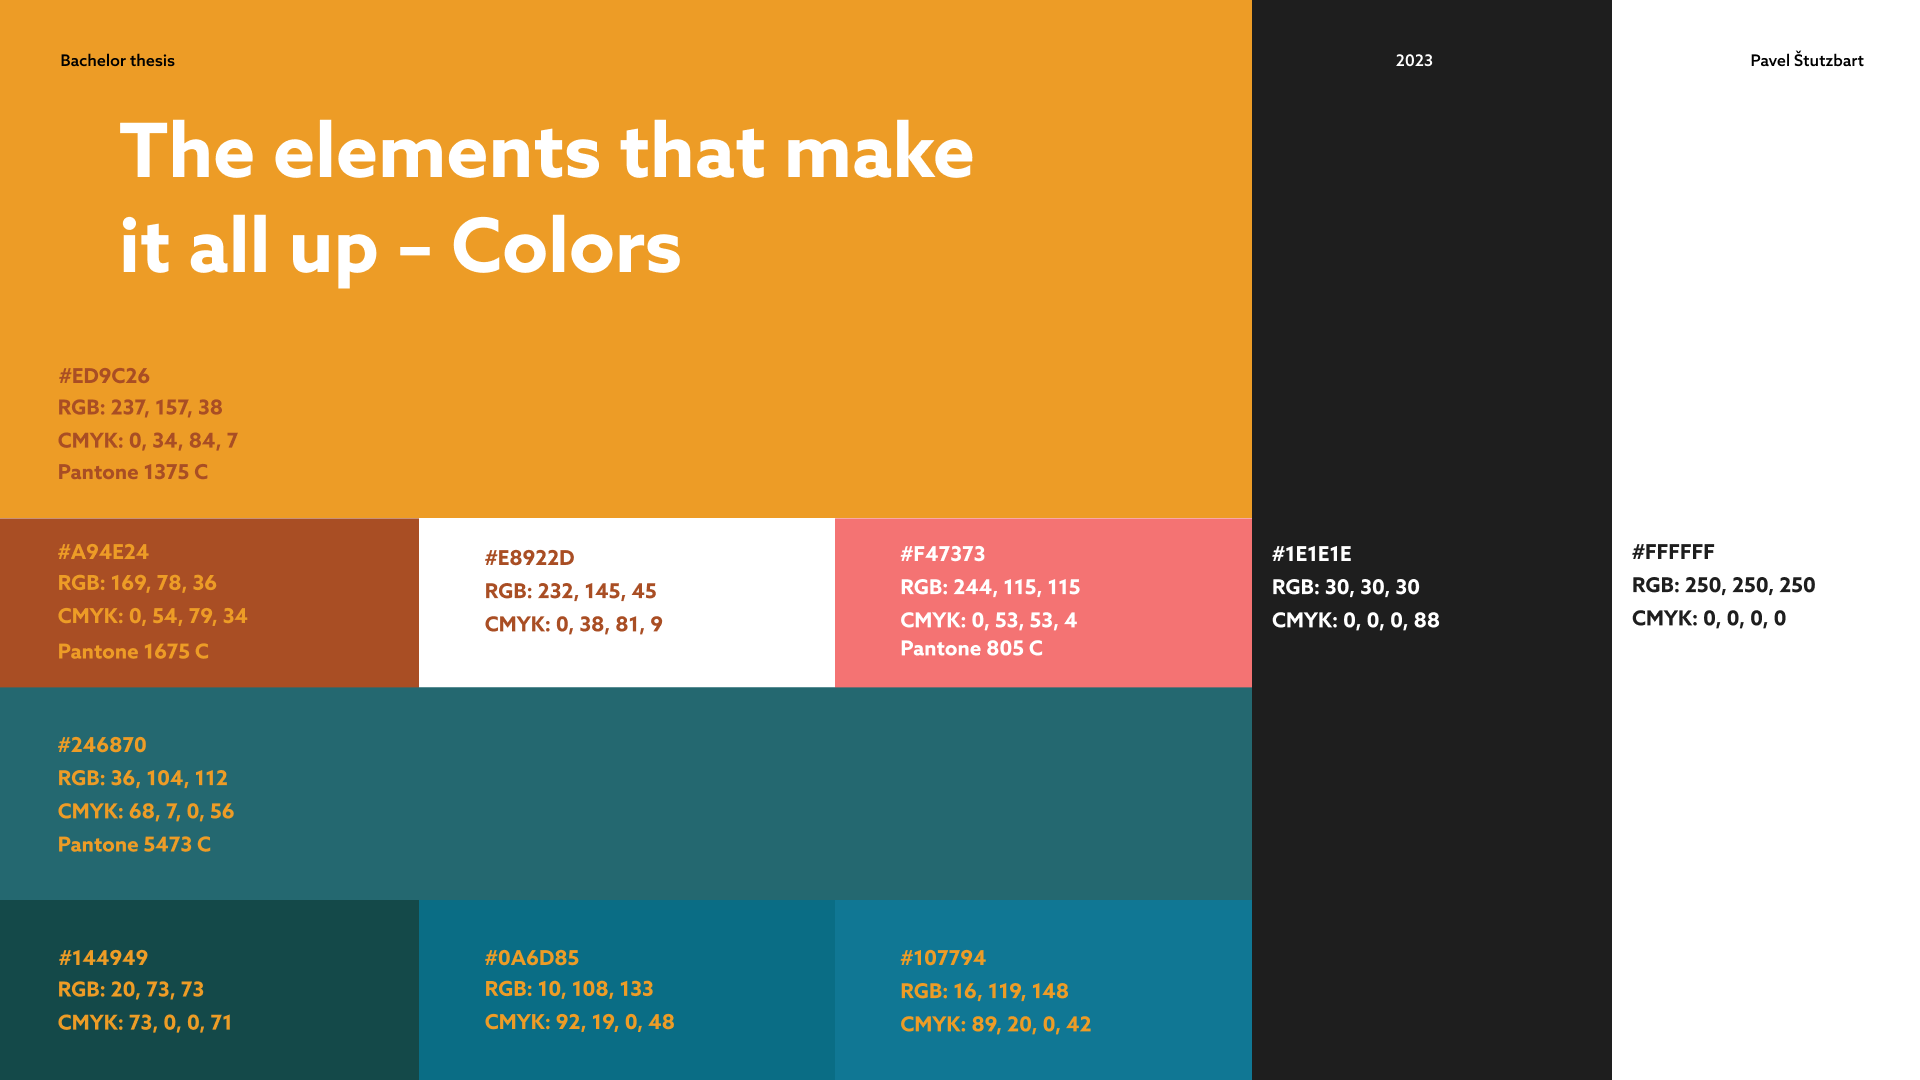 Bachelor thesis
2023
Pavel Štutzbart
The elements that make
it all up – Colors
#ED9C26
RGB: 237, 157, 38
CMYK: 0, 34, 84, 7
Pantone 1375 C
#A94E24
RGB: 169, 78, 36
CMYK: 0, 54, 79, 34
Pantone 1675 C
#E8922D
RGB: 232, 145, 45
CMYK: 0, 38, 81, 9
#F47373
RGB: 244, 115, 115
CMYK: 0, 53, 53, 4
Pantone 805 C
#1E1E1E
RGB: 30, 30, 30
CMYK: 0, 0, 0, 88
#FFFFFF
RGB: 250, 250, 250
CMYK: 0, 0, 0, 0
#246870
RGB: 36, 104, 112
CMYK: 68, 7, 0, 56
Pantone 5473 C
#144949
RGB: 20, 73, 73
CMYK: 73, 0, 0, 71
#0A6D85
RGB: 10, 108, 133
CMYK: 92, 19, 0, 48
#107794
RGB: 16, 119, 148
CMYK: 89, 20, 0, 42